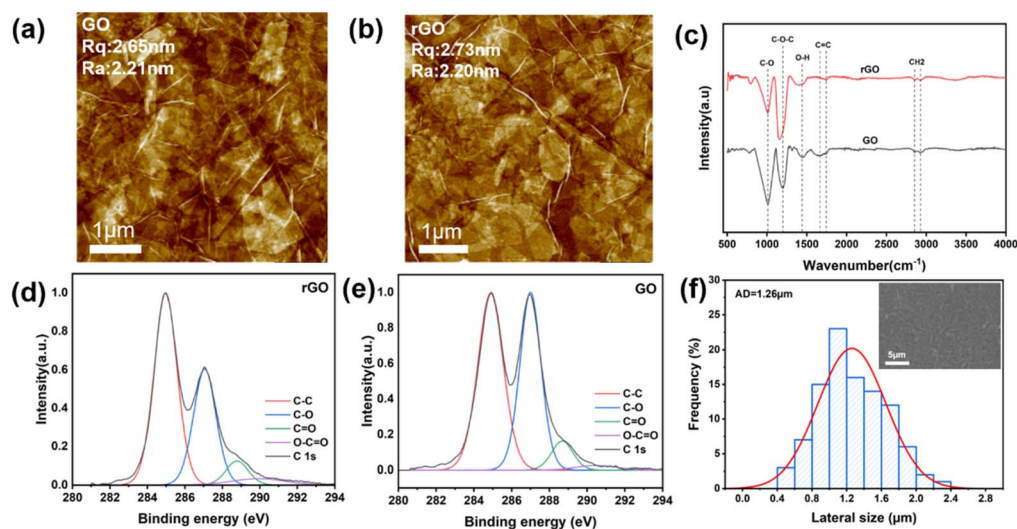 (a)
GO
Rq:2.65nm
Ra:2.21nm
1μm
(b)
rGO
Rq:2.73nm
Ra:2.20nm
1μm
(c)
C-O-C
C-O
O-H
C=C
CH2
rGO
GO
Intensity(a.u)
500 1000 1500 2000 2500 3000 3500 4000
Wavenumber(cm-1)
(d)
rGO
1.0
0.8
0.6
0.4
0.2
0.0
Intensity(a.u.)
C-C
C-O
C=O
O-C=O
C 1s
280 282 284 286 288 290 292 294
Binding energy (eV)
(e)
GO
1.0
0.8
0.6
0.4
0.2
0.0
Intensity(a.u.)
C-C
C-O
C=O
O-C=O
C 1s
280 282 284 286 288 290 292 294
Binding energy (eV)
(f)
AD=1.26μm
5μm
30
25
20
15
10
5
0
Frequency (%)
0.0 0.4 0.8 1.2 1.6 2.0 2.4 2.8
Lateral size (μm)